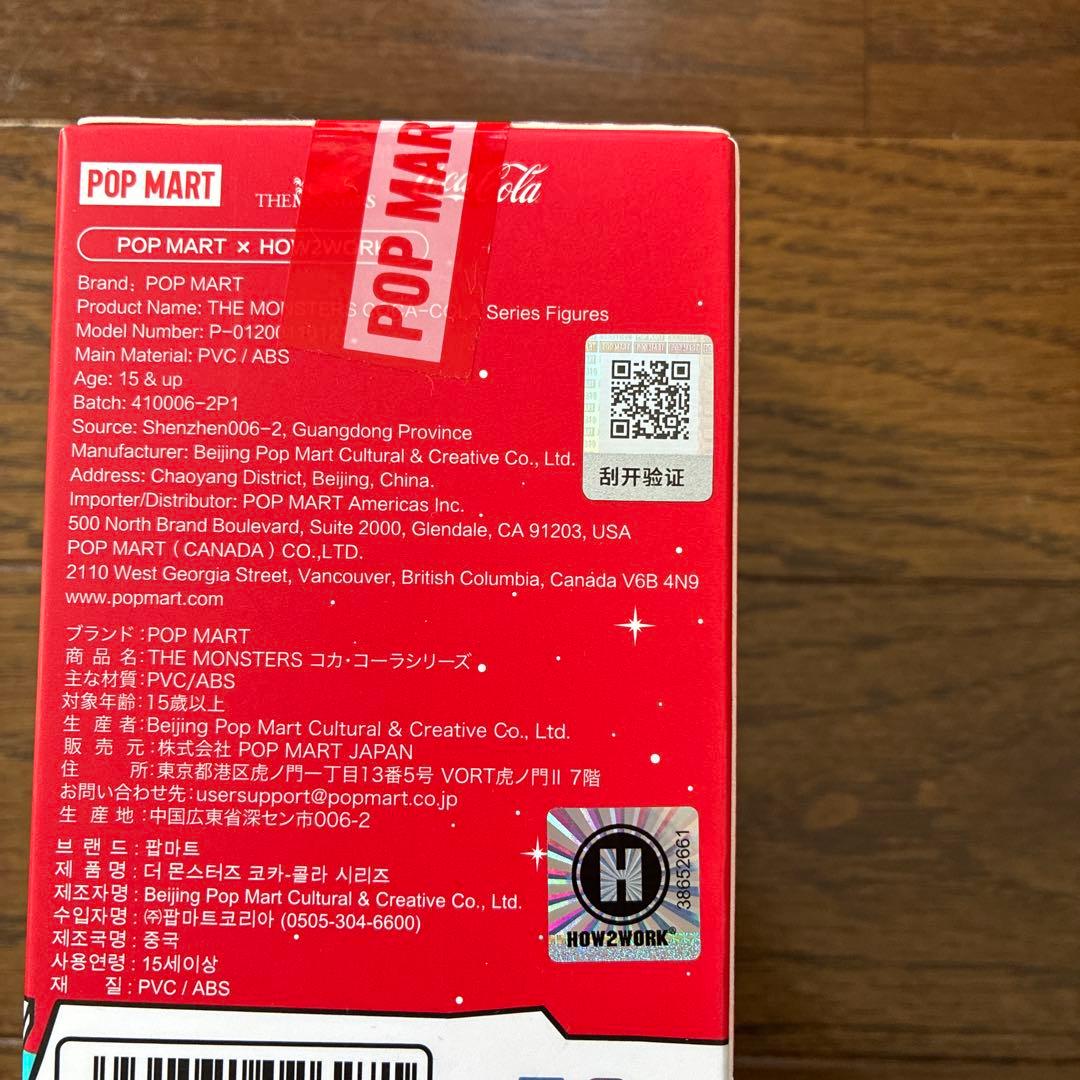 POP MART
THE MONSTERS
Coca-Cola
POP MAR
POP MART × HOW2WORK
Brand: POP MART
Product Name: THE MONSTERS COCA-COLA Series Figures
Model Number: P-01200
Main Material: PVC / ABS
Age: 15 & up
Batch: 410006-2P1
Source: Shenzhen006-2, Guangdong Province
Manufacturer: Beijing Pop Mart Cultural & Creative Co., Ltd.
Address: Chaoyang District, Beijing, China.
Importer/Distributor: POP MART Americas Inc.
500 North Brand Boulevard, Suite 2000, Glendale, CA 91203, USA
POP MART (CANADA) CO.,LTD.
2110 West Georgia Street, Vancouver, British Columbia, Canada V6B 4N9
www.popmart.com
刮开验证
ブランド:POP MART
商品名:THE MONSTERS コカ・コーラシリーズ
主な材質:PVC/ABS
対象年齢:15歳以上
生産者:Beijing Pop Mart Cultural & Creative Co., Ltd.
販売元:株式会社 POP MART JAPAN
住所:東京都港区虎ノ門一丁目13番5号 VORT虎ノ門II 7階
お問い合わせ先:usersupport@popmart.co.jp
生産地:中国広東省深セン市006-2
브랜드: 팝마트
제품명: 더 몬스터즈 코카-콜라 시리즈
제조자명: Beijing Pop Mart Cultural & Creative Co., Ltd.
수입자명: ㈜팝마트코리아 (0505-304-6600)
제조국명: 중국
사용연령: 15세이상
재질: PVC / ABS
H
HOW2WORK®
38652661